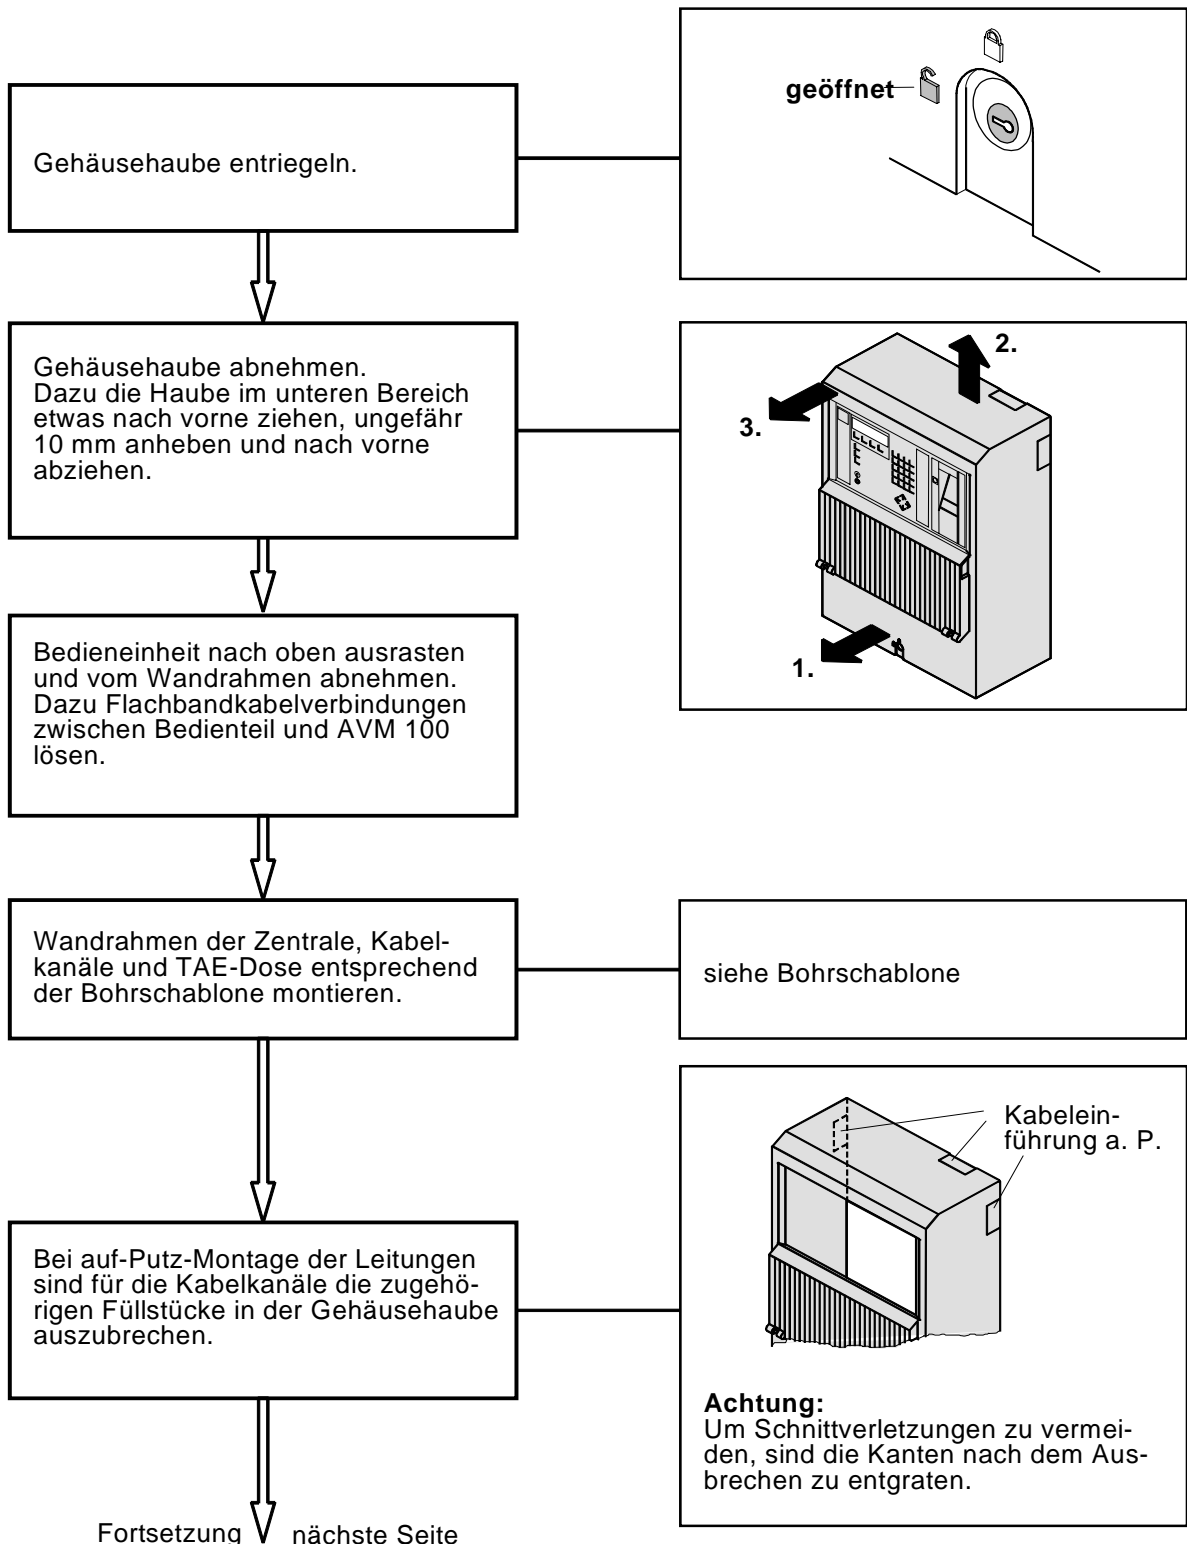 geöffnet
Gehäusehaube entriegeln.
Gehäusehaube abnehmen.
Dazu die Haube im unteren Bereich
etwas nach vorne ziehen, ungefähr
10 mm anheben und nach vorne
abziehen.
2.
3.
1.
Bedieneinheit nach oben ausrasten
und vom Wandrahmen abnehmen.
Dazu Flachbandkabelverbindungen
zwischen Bedienteil und AVM 100
lösen.
Wandrahmen der Zentrale, Kabel-
kanäle und TAE-Dose entsprechend
der Bohrschablone montieren.
siehe Bohrschablone
Bei auf-Putz-Montage der Leitungen
sind für die Kabelkanäle die zugehö-
rigen Füllstücke in der Gehäusehaube
auszubrechen.
Kabelein-
führung a. P.
Achtung:
Um Schnittverletzungen zu vermei-
den, sind die Kanten nach dem Aus-
brechen zu entgraten.
Fortsetzung nächste Seite